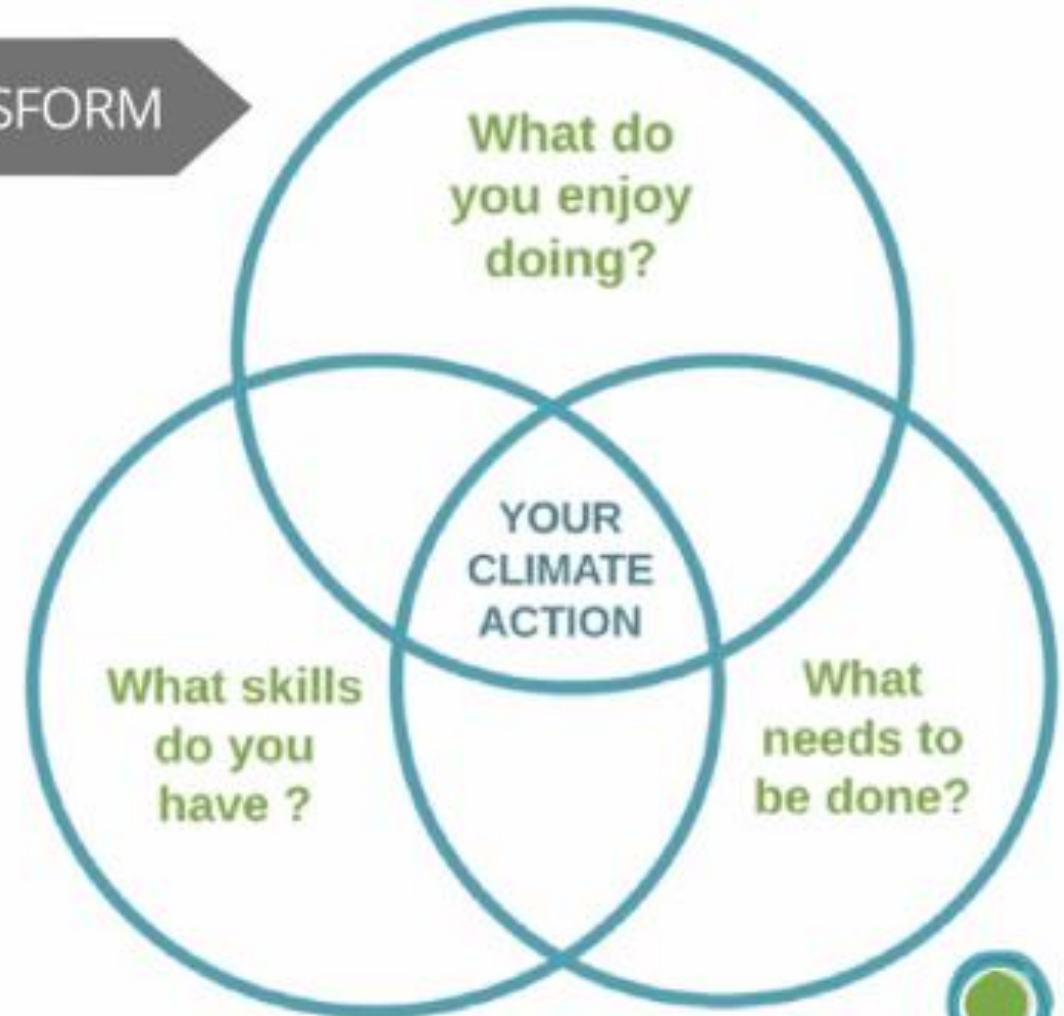 SFORM
What do
you enjoy
doing?
YOUR
CLIMATE
ACTION
What skills
do you
have ?
What
needs to
be done?